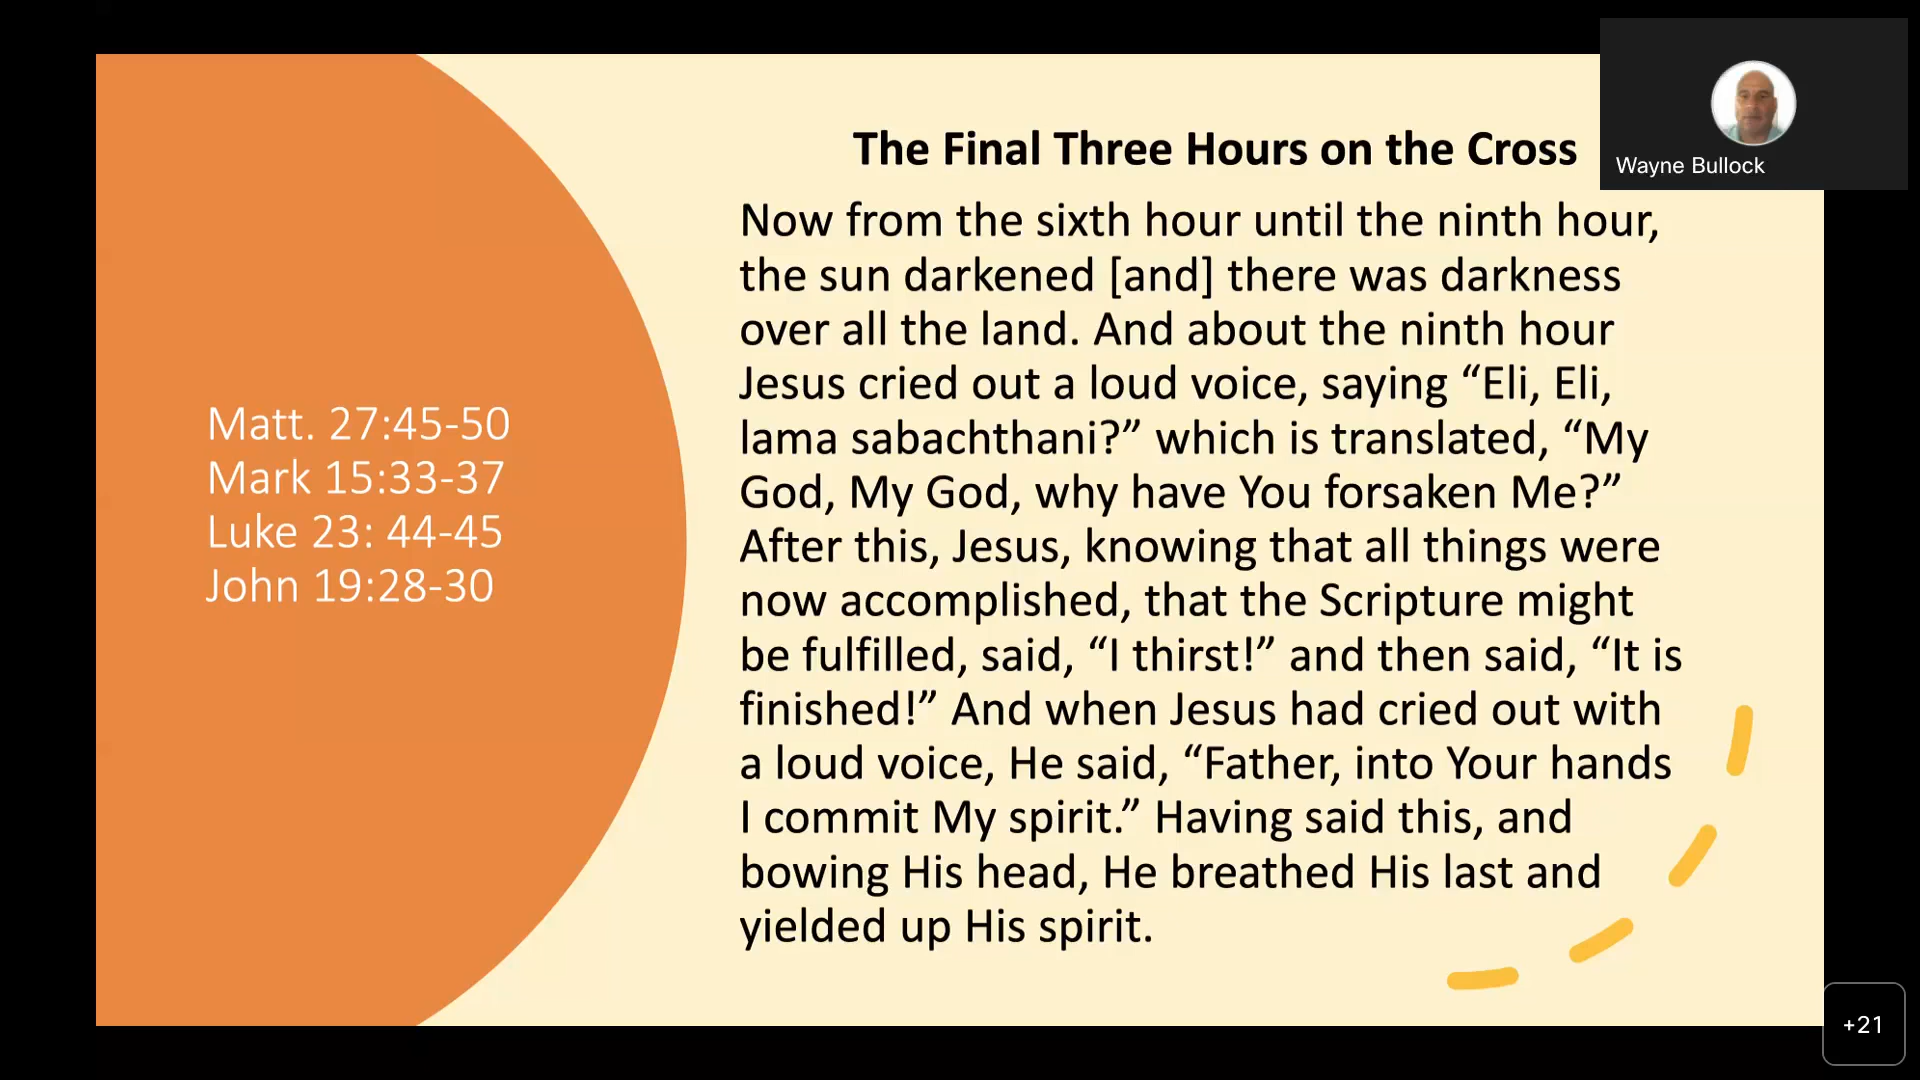 Matt. 27:45-50
Mark 15:33-37
Luke 23: 44-45
John 19:28-30
The Final Three Hours on the Cross
Now from the sixth hour until the ninth hour,
the sun darkened [and] there was darkness
over all the land. And about the ninth hour
Jesus cried out a loud voice, saying “Eli, Eli,
lama sabachthani?” which is translated, “My
God, My God, why have You forsaken Me?”
After this, Jesus, knowing that all things were
now accomplished, that the Scripture might
be fulfilled, said, “I thirst!” and then said, “It is
finished!” And when Jesus had cried out with
a loud voice, He said, “Father, into Your hands
I commit My spirit.” Having said this, and
bowing His head, He breathed His last and
yielded up His spirit.
Wayne Bullock
+21